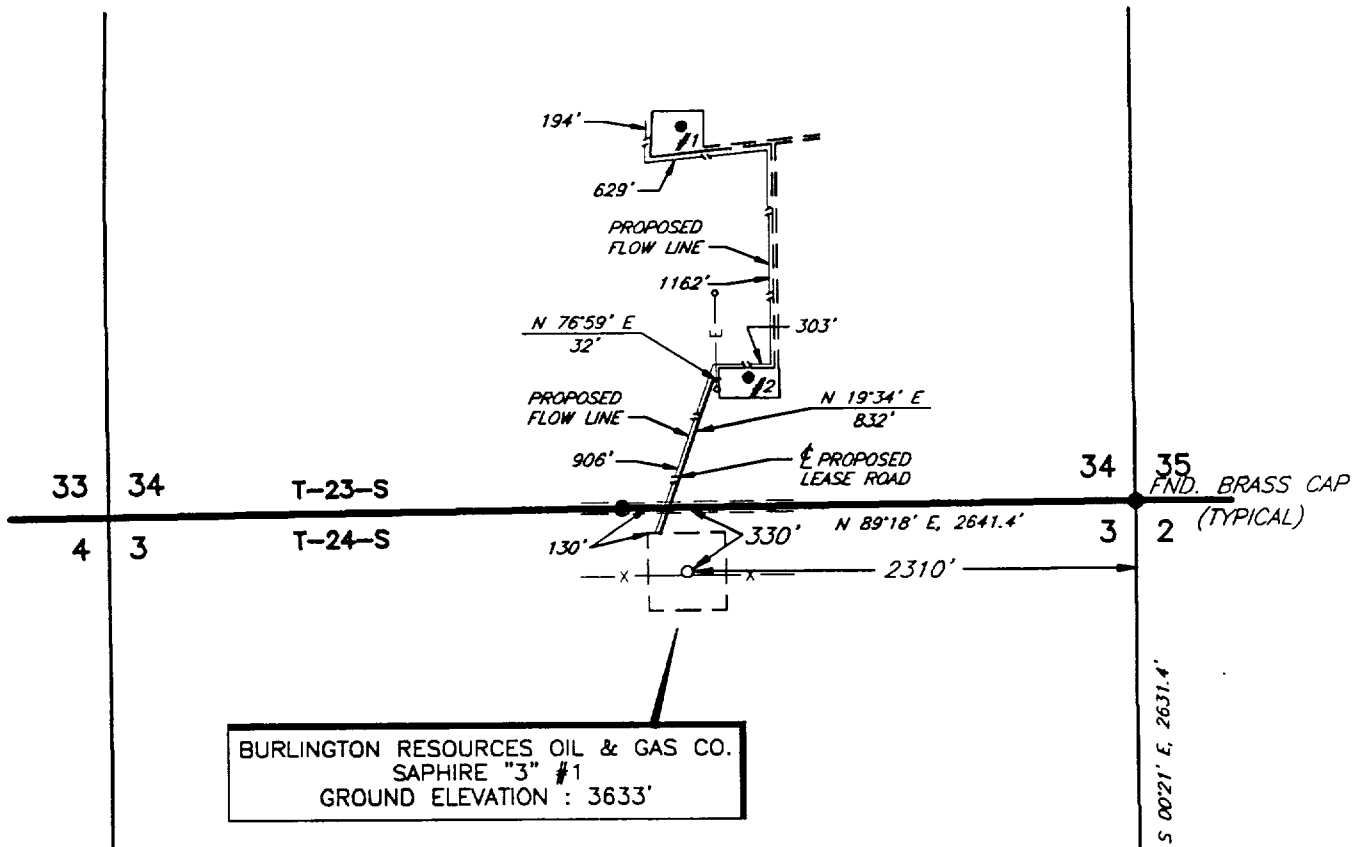 194'
#1
629'
PROPOSED
FLOW LINE
1162'
E
N 76°59' E
32'
303'
#2
PROPOSED
FLOW LINE
N 19°34' E
832'
906'
℄ PROPOSED
LEASE ROAD
33 34
T-23-S
34 35
FND. BRASS CAP
(TYPICAL)
4 3
T-24-S
130'
330'
N 89°18' E, 2641.4'
3 2
X X
2310'
S 00°21' E, 2631.4'
BURLINGTON RESOURCES OIL & GAS CO.
SAPHIRE "3" #1
GROUND ELEVATION : 3633'